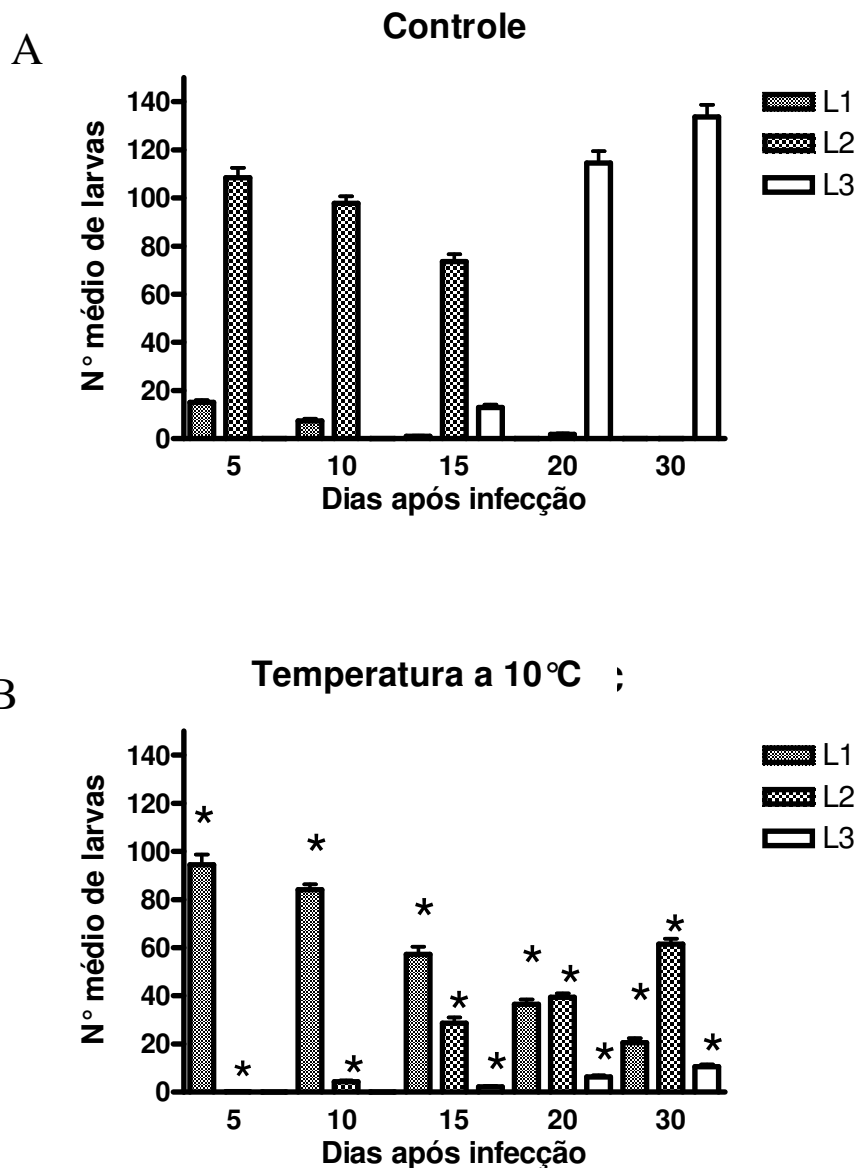 A
Controle
N° médio de larvas
140
120
100
80
60
40
20
0
5 10 15 20 30
Dias após infecção
L1
L2
L3
B
Temperatura a 10°C
N° médio de larvas
140
120
100
80
60
40
20
0
* * * * * * * * * * * *
5 10 15 20 30
Dias após infecção
L1
L2
L3